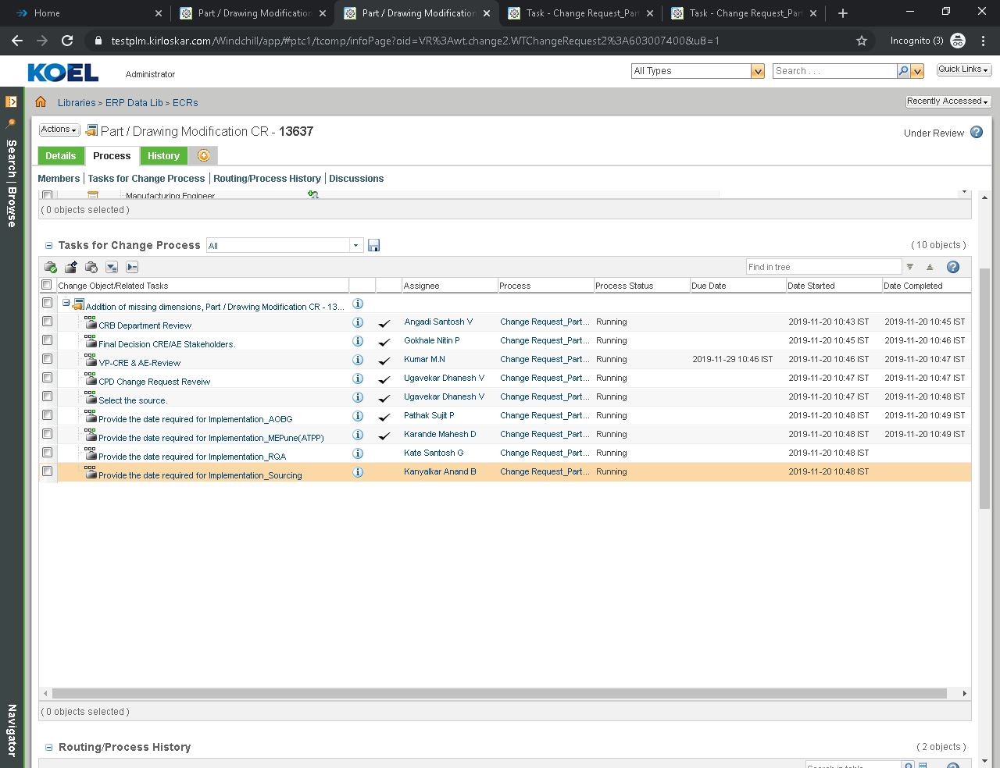 Home
Part / Drawing Modification
Part / Drawing Modification
Task - Change Request_Part
Task - Change Request_Part
testplm.kirloskar.com/Windchill/app/#ptc1/tcomp/infoPage?oid=VR%3Awt.change2.WTChangeRequest2%3A603007400&u8=1
Incognito (3)
KOEL
Administrator
All Types
Search . . .
Quick Links
Libraries > ERP Data Lib > ECRs
Recently Accessed
Actions
Part / Drawing Modification CR - 13637
Under Review
Details
Process
History
Members | Tasks for Change Process | Routing/Process History | Discussions
Search | Browse
Navigator
Manufacturing Engineer
( 0 objects selected )
Tasks for Change Process
All
( 10 objects )
Find in tree
Change Object/Related Tasks Assignee Process Process Status Due Date Date Started Date Completed
Addition of missing dimensions, Part / Drawing Modification CR - 13...
CRB Department Review Angadi Santosh V Change Request_Part... Running 2019-11-20 10:43 IST 2019-11-20 10:45 IST
Final Decision CRE/AE Stakeholders. Gokhale Nitin P Change Request_Part... Running 2019-11-20 10:45 IST 2019-11-20 10:46 IST
VP-CRE & AE-Review Kumar M.N Change Request_Part... Running 2019-11-29 10:46 IST 2019-11-20 10:46 IST 2019-11-20 10:47 IST
CPD Change Request Reveiw Ugavekar Dhanesh V Change Request_Part... Running 2019-11-20 10:47 IST 2019-11-20 10:47 IST
Select the source. Ugavekar Dhanesh V Change Request_Part... Running 2019-11-20 10:47 IST 2019-11-20 10:48 IST
Provide the date required for Implementation_AOBG Pathak Sujit P Change Request_Part... Running 2019-11-20 10:48 IST 2019-11-20 10:49 IST
Provide the date required for Implementation_MEPune(ATPP) Karande Mahesh D Change Request_Part... Running 2019-11-20 10:48 IST 2019-11-20 10:49 IST
Provide the date required for Implementation_RQA Kate Santosh G Change Request_Part... Running 2019-11-20 10:48 IST
Provide the date required for Implementation_Sourcing Kanyalkar Anand B Change Request_Part... Running 2019-11-20 10:48 IST
( 0 objects selected )
Routing/Process History
( 2 objects )
Search in table